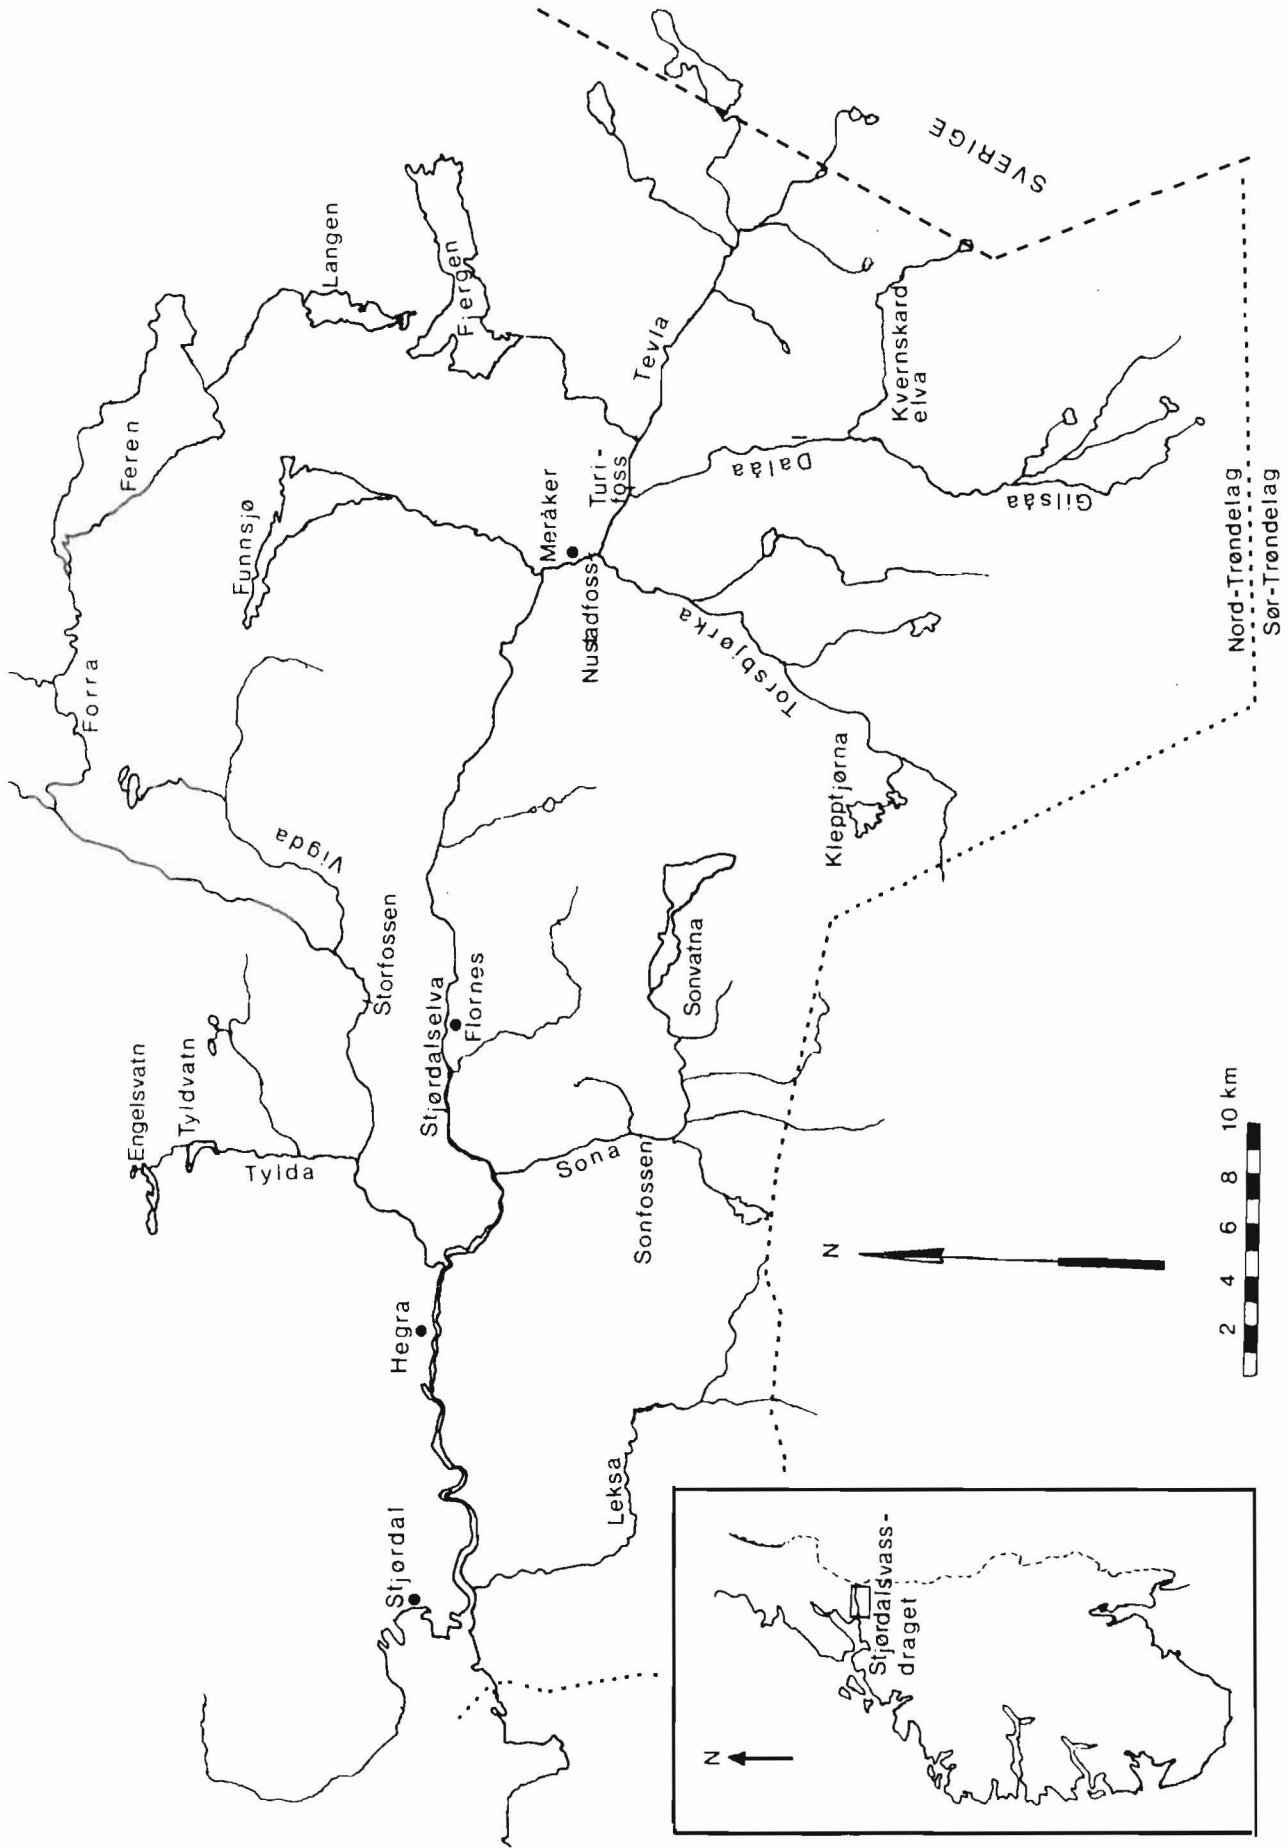 Engelsvatn
Tyldvatn
Tylda
Forra
Feren
Langen
Fjergen
Funnsjø
Vigda
Storfossen
Stjørdal
Hegra
Stjørdalselva
Flornes
Meråker
Nustadfoss
Turi-
foss
Tevla
SVERIGE
Leksa
Sona
Sonfossen
Sonvatna
Torsbjørka
Klepptjørna
Dalåa
Kvernskard
elva
Gilsåa
Nord-Trøndelag
Sør-Trøndelag
N
2 4 6 8 10 km
N
Stjørdalsvass-
draget